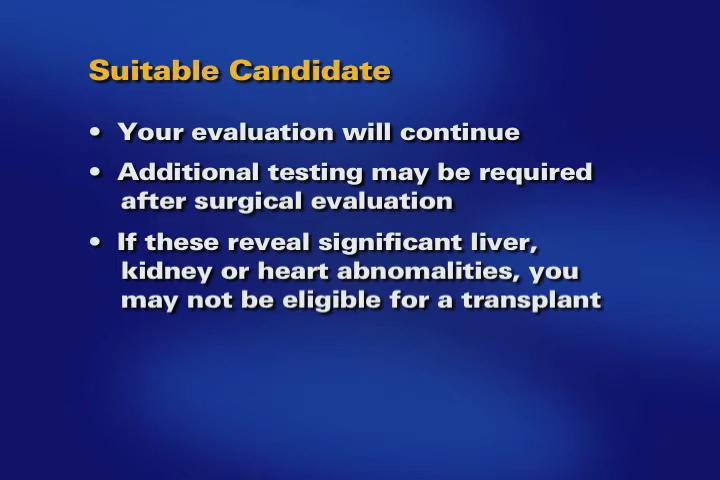 Suitable Candidate
• Your evaluation will continue
• Additional testing may be required
after surgical evaluation
• If these reveal significant liver,
kidney or heart abnomalities, you
may not be eligible for a transplant